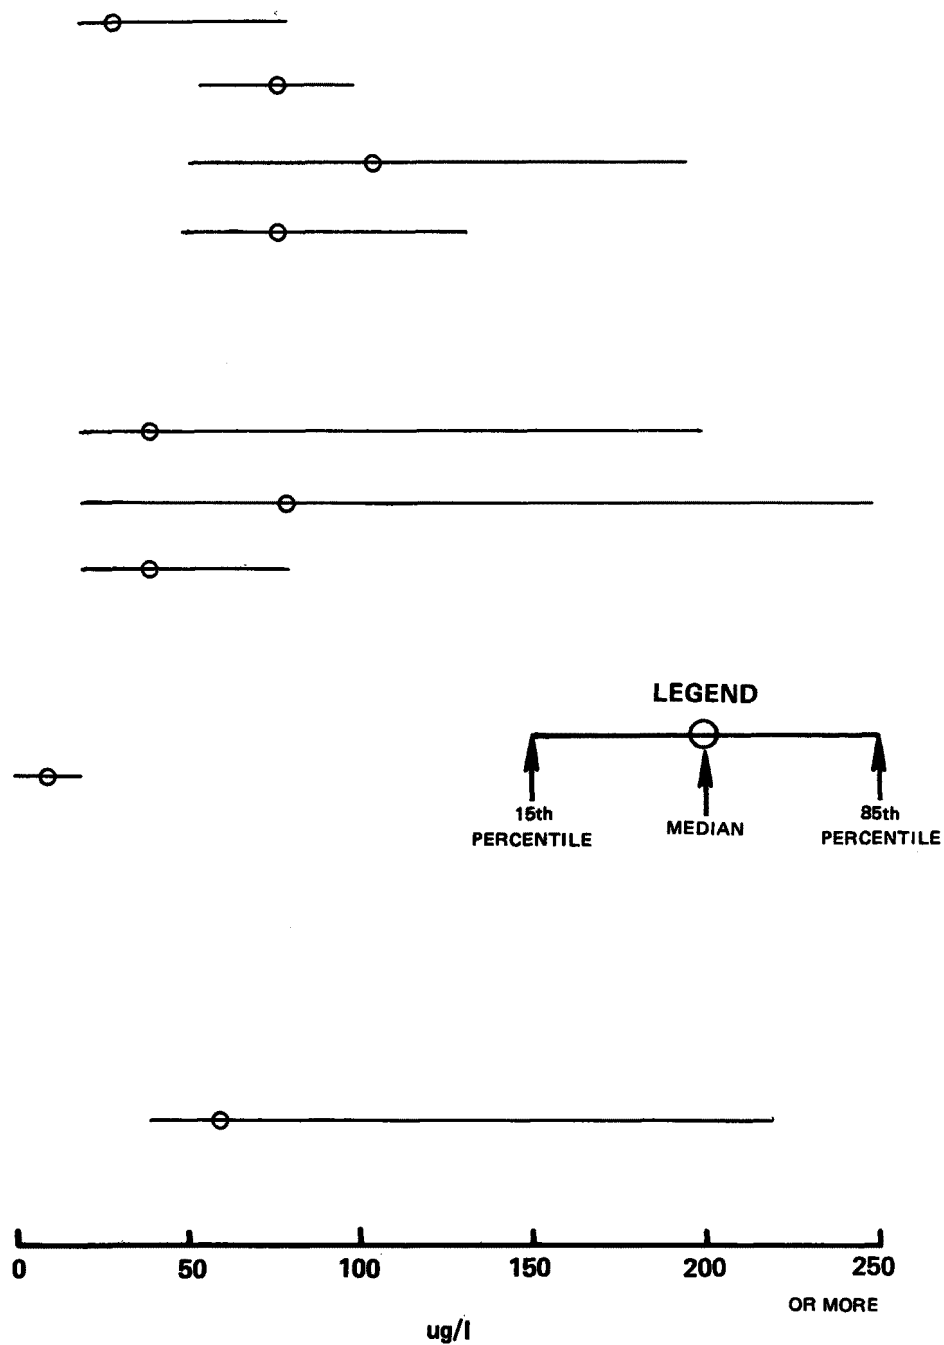 LEGEND
15th
PERCENTILE
MEDIAN
85th
PERCENTILE
0 50 100 150 200 250
OR MORE
ug/l